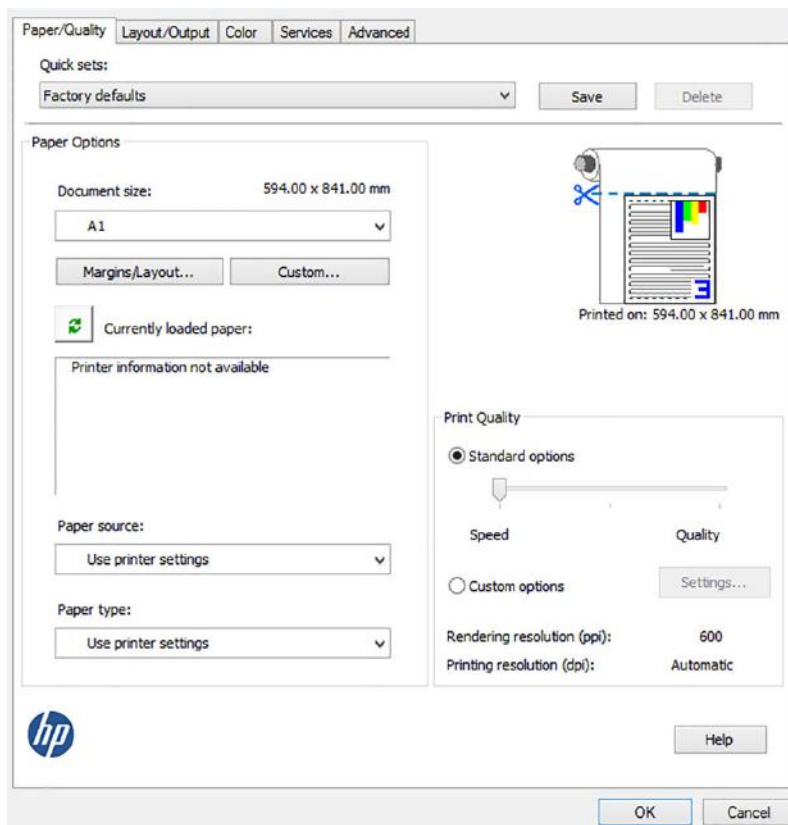 Paper/Quality Layout/Output Color Services Advanced
Quick sets:
Factory defaults Save Delete
Paper Options
Document size: 594.00 x 841.00 mm
A1
Margins/Layout... Custom...
Currently loaded paper:
Printer information not available
Paper source:
Use printer settings
Paper type:
Use printer settings
3
Printed on: 594.00 x 841.00 mm
Print Quality
Standard options
Speed Quality
Custom options Settings...
Rendering resolution (ppi): 600
Printing resolution (dpi): Automatic
hp Help
OK Cancel